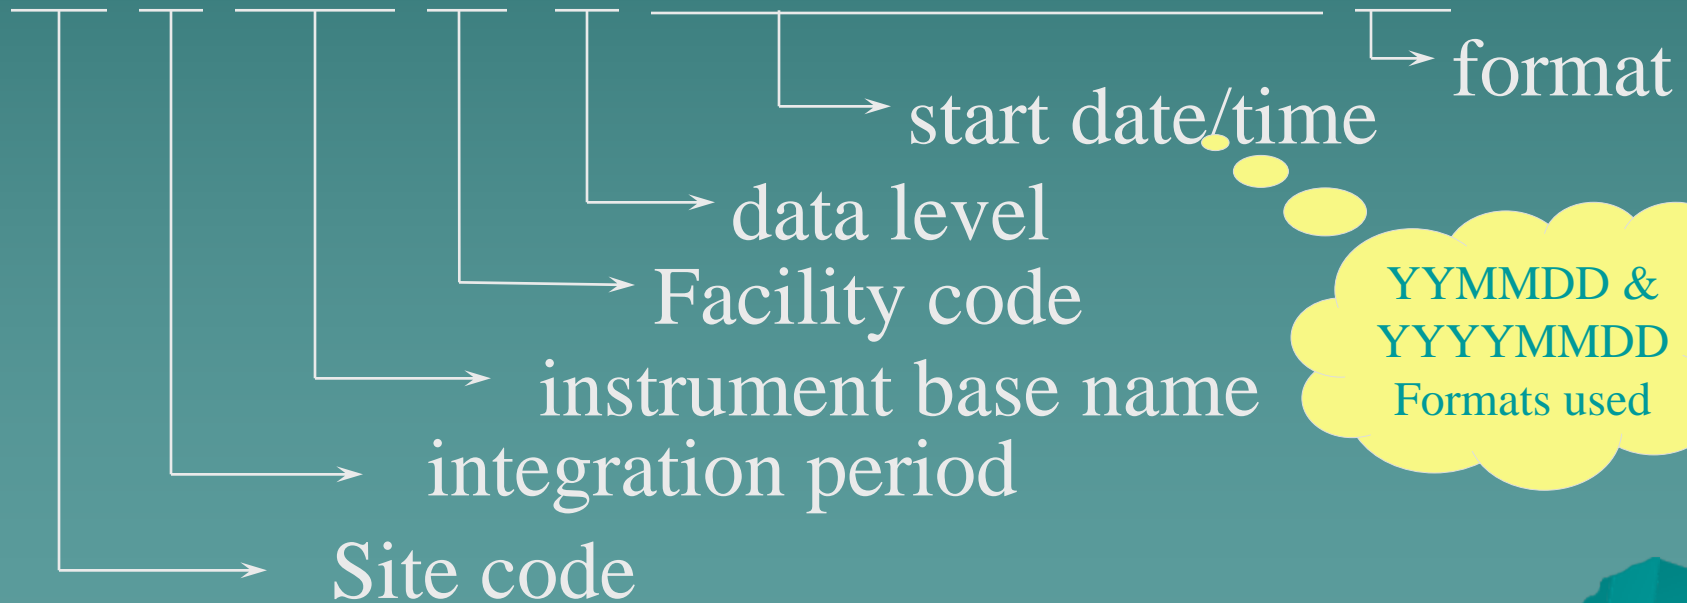 format
start date/time
data level
Facility code
YYMMDD &
YYYYMMDD
Formats used
instrument base name
integration period
Site code